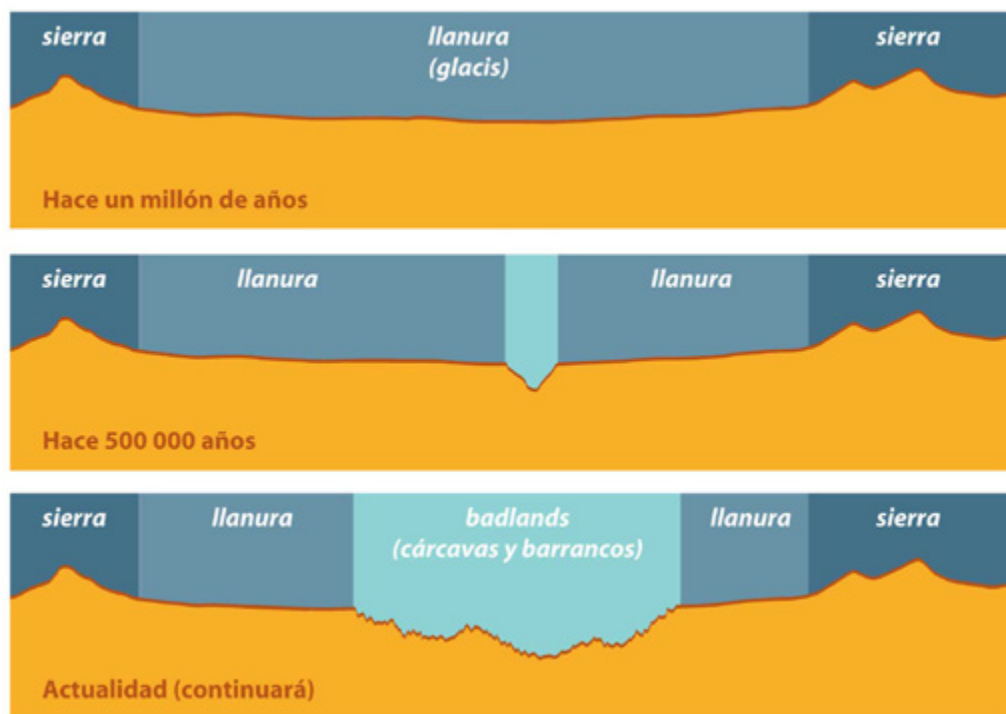 sierra
llanura
(glacis)
sierra
Hace un millón de años
sierra
llanura
llanura
sierra
Hace 500 000 años
sierra
llanura
badlands
(cárcavas y barrancos)
llanura
sierra
Actualidad (continuará)